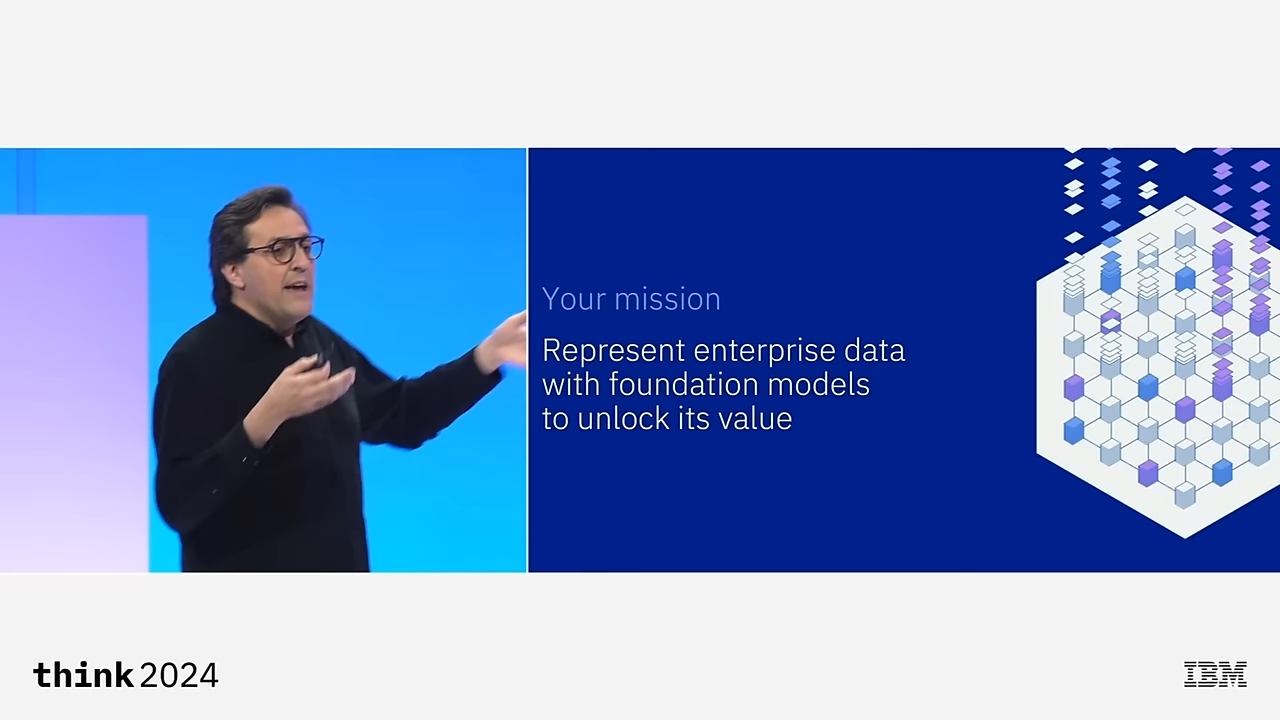 Your mission
Represent enterprise data
with foundation models
to unlock its value
think 2024
IBM